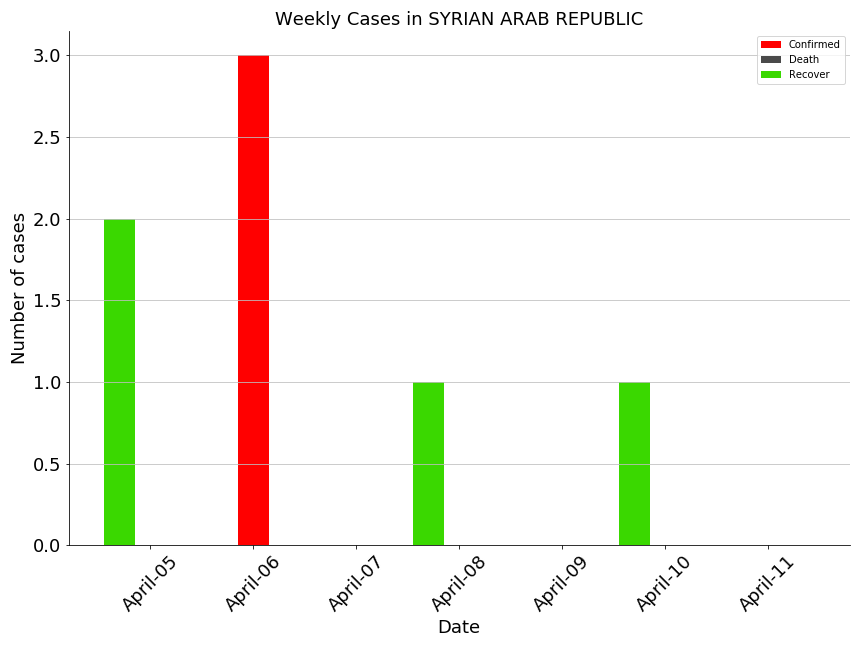 Weekly Cases in SYRIAN ARAB REPUBLIC
Confirmed
Death
Recover
Number of cases
3.0
2.5
2.0
1.5
1.0
0.5
0.0
April-05
April-06
April-07
April-08
April-09
April-10
April-11
Date